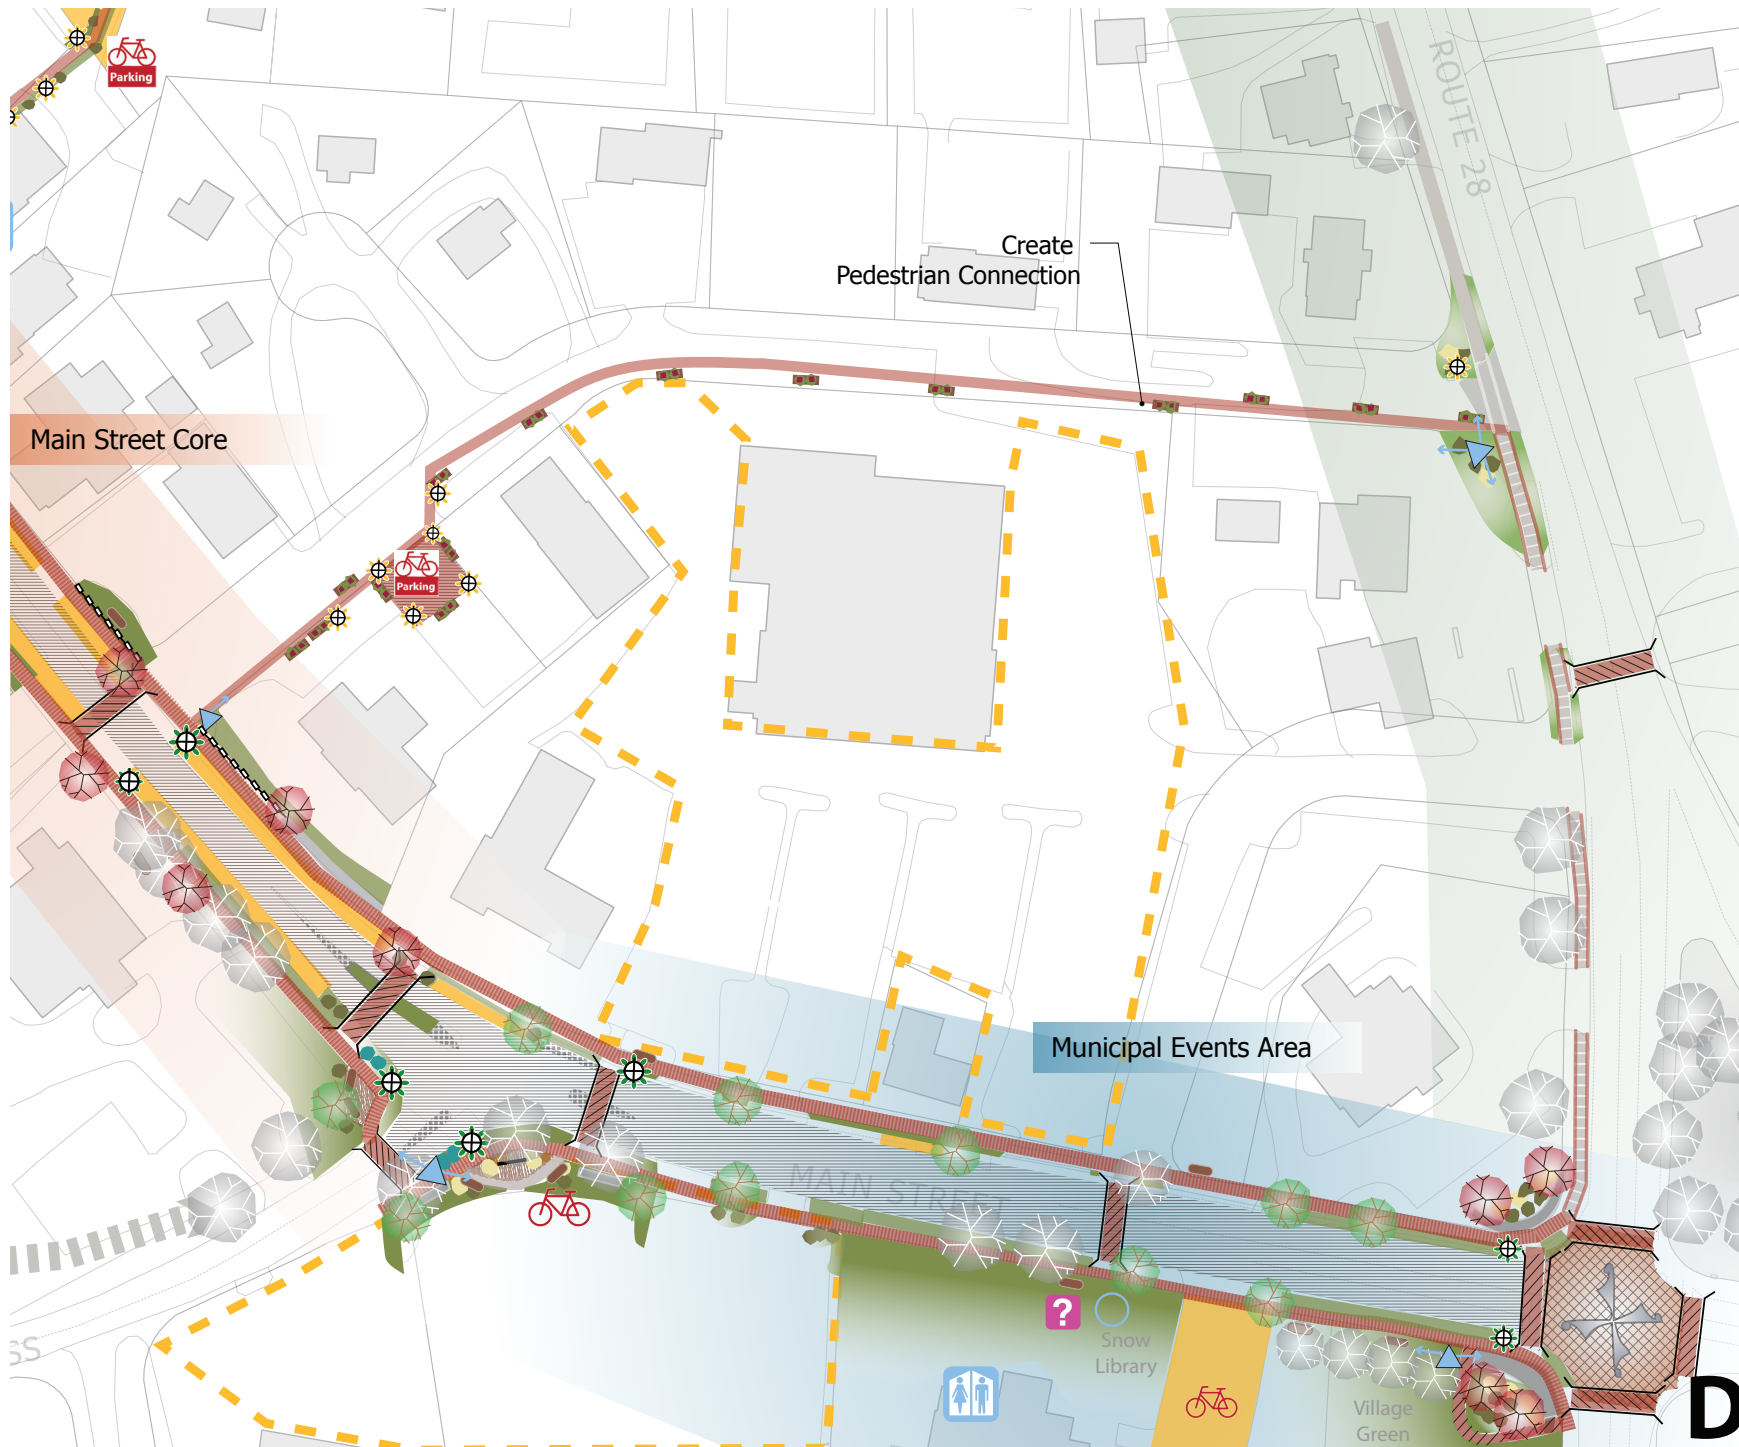 Parking
ROUTE 28
Create
Pedestrian Connection
Main Street Core
Parking
Municipal Events Area
MAIN STREET
?
Snow
Library
SS
Village
Green
D